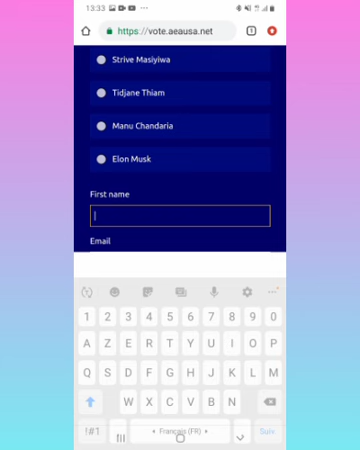 13:33
https://vote.aeausa.net
1
Strive Masiyiwa
Tidjane Thiam
Manu Chandaria
Elon Musk
First name
Email
1 2 3 4 5 6 7 8 9 0
A Z E R T Y U I O P
Q S D F G H J K L M
W X C V B N
!#1 Français (FR) Suiv.